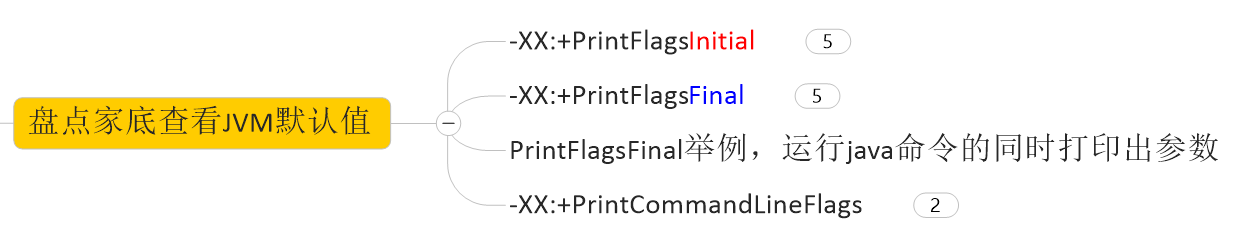 盘点家底查看JVM默认值
-XX:+PrintFlagsInitial 5
-XX:+PrintFlagsFinal 5
PrintFlagsFinal举例，运行java命令的同时打印出参数
-XX:+PrintCommandLineFlags 2